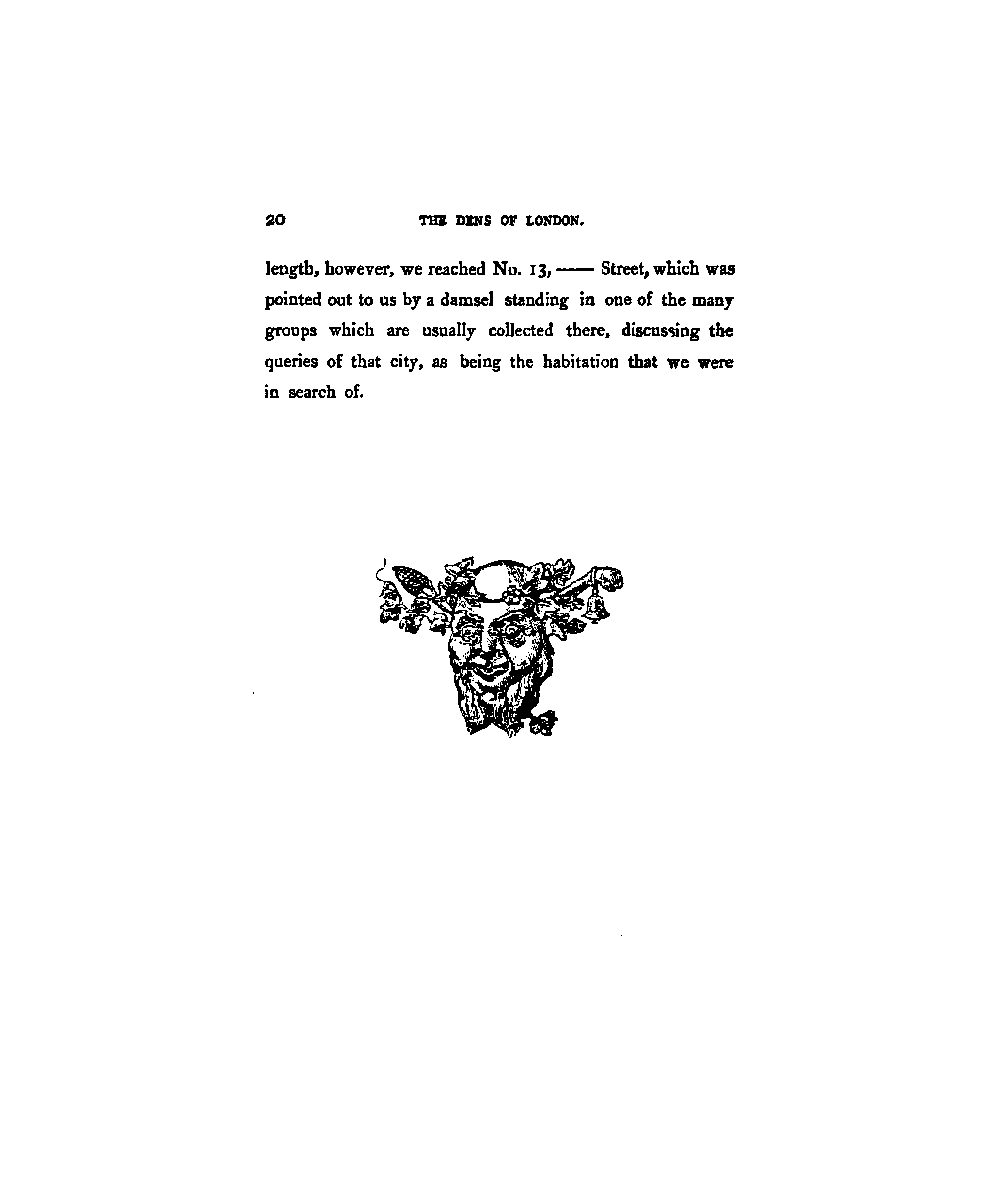 20 THE DENS OF LONDON.
length, however, we reached No. 13, —— Street, which was
pointed out to us by a damsel standing in one of the many
groups which are usually collected there, discussing the
queries of that city, as being the habitation that we were
in search of.